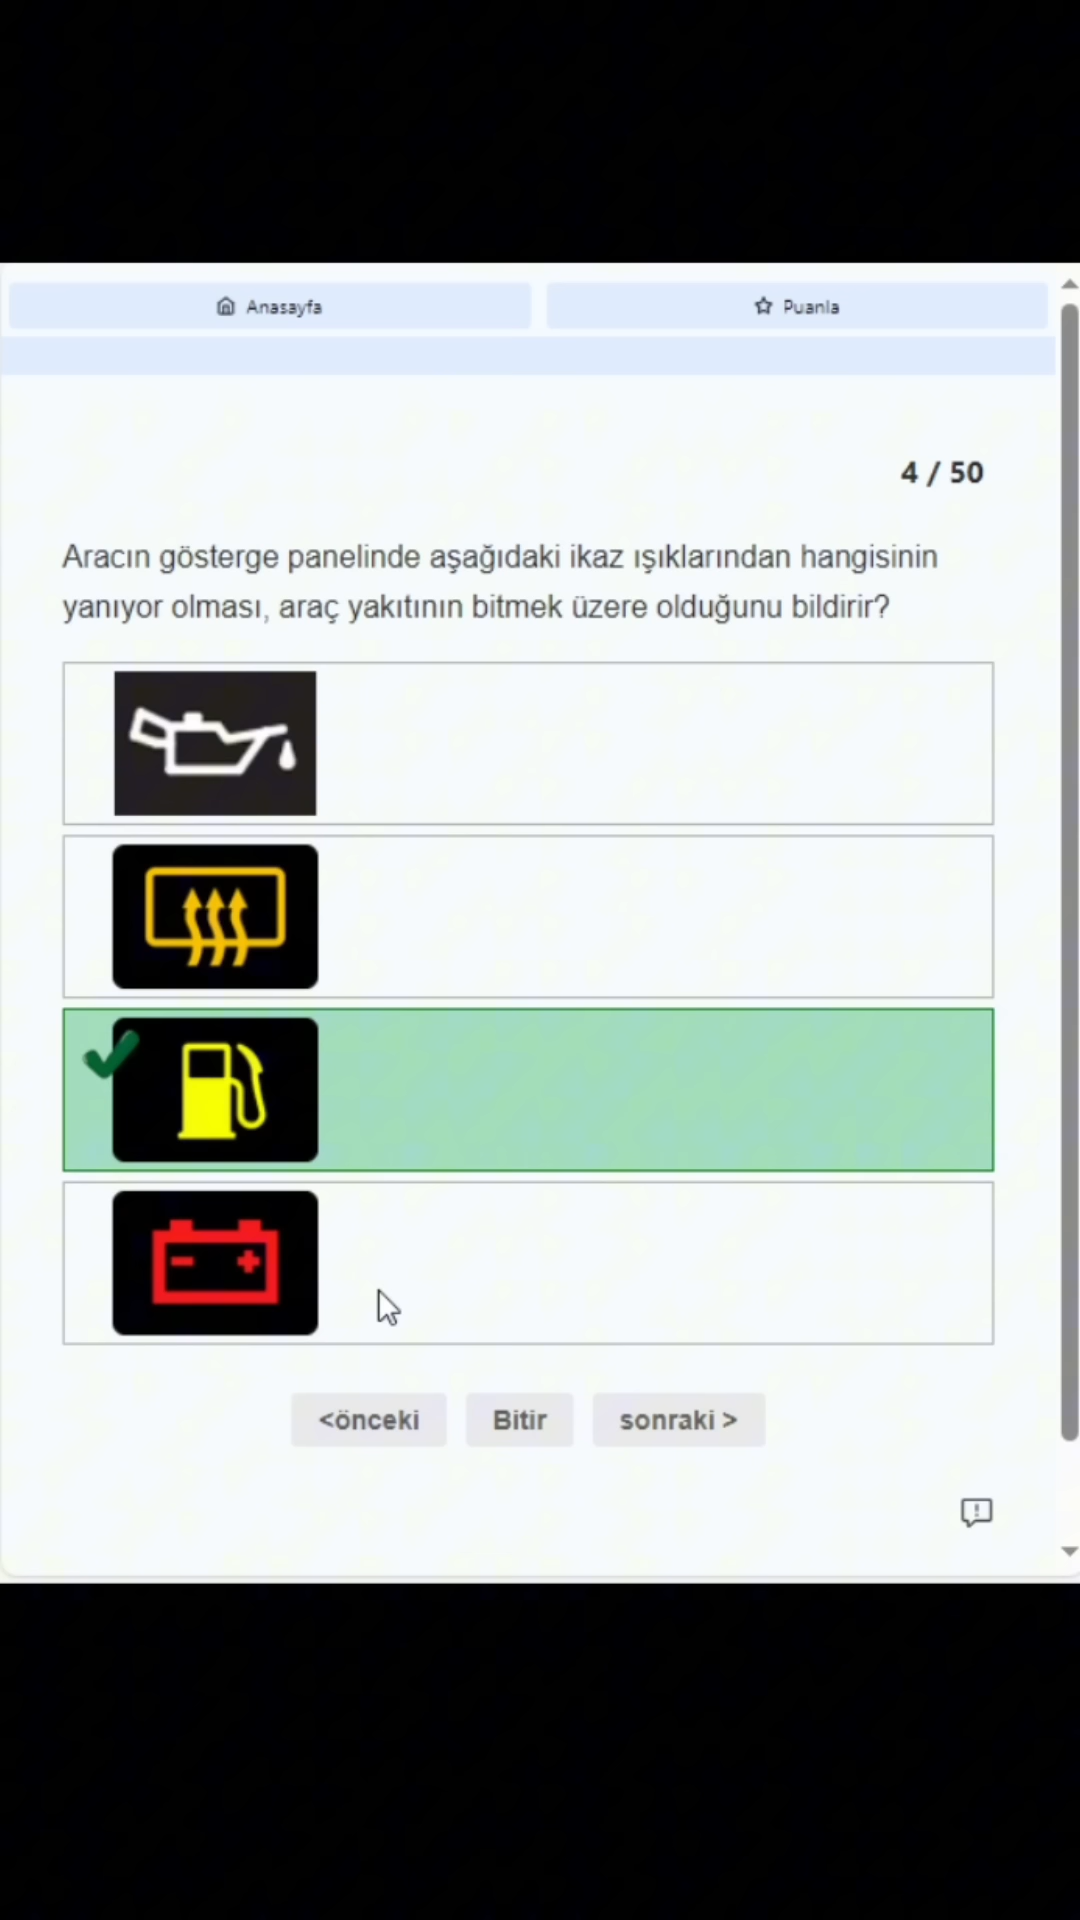 Anasayfa
Puanla
4 / 50
Aracın gösterge panelinde aşağıdaki ikaz ışıklarından hangisinin
yanıyor olması, araç yakıtının bitmek üzere olduğunu bildirir?
<önceki
Bitir
sonraki >